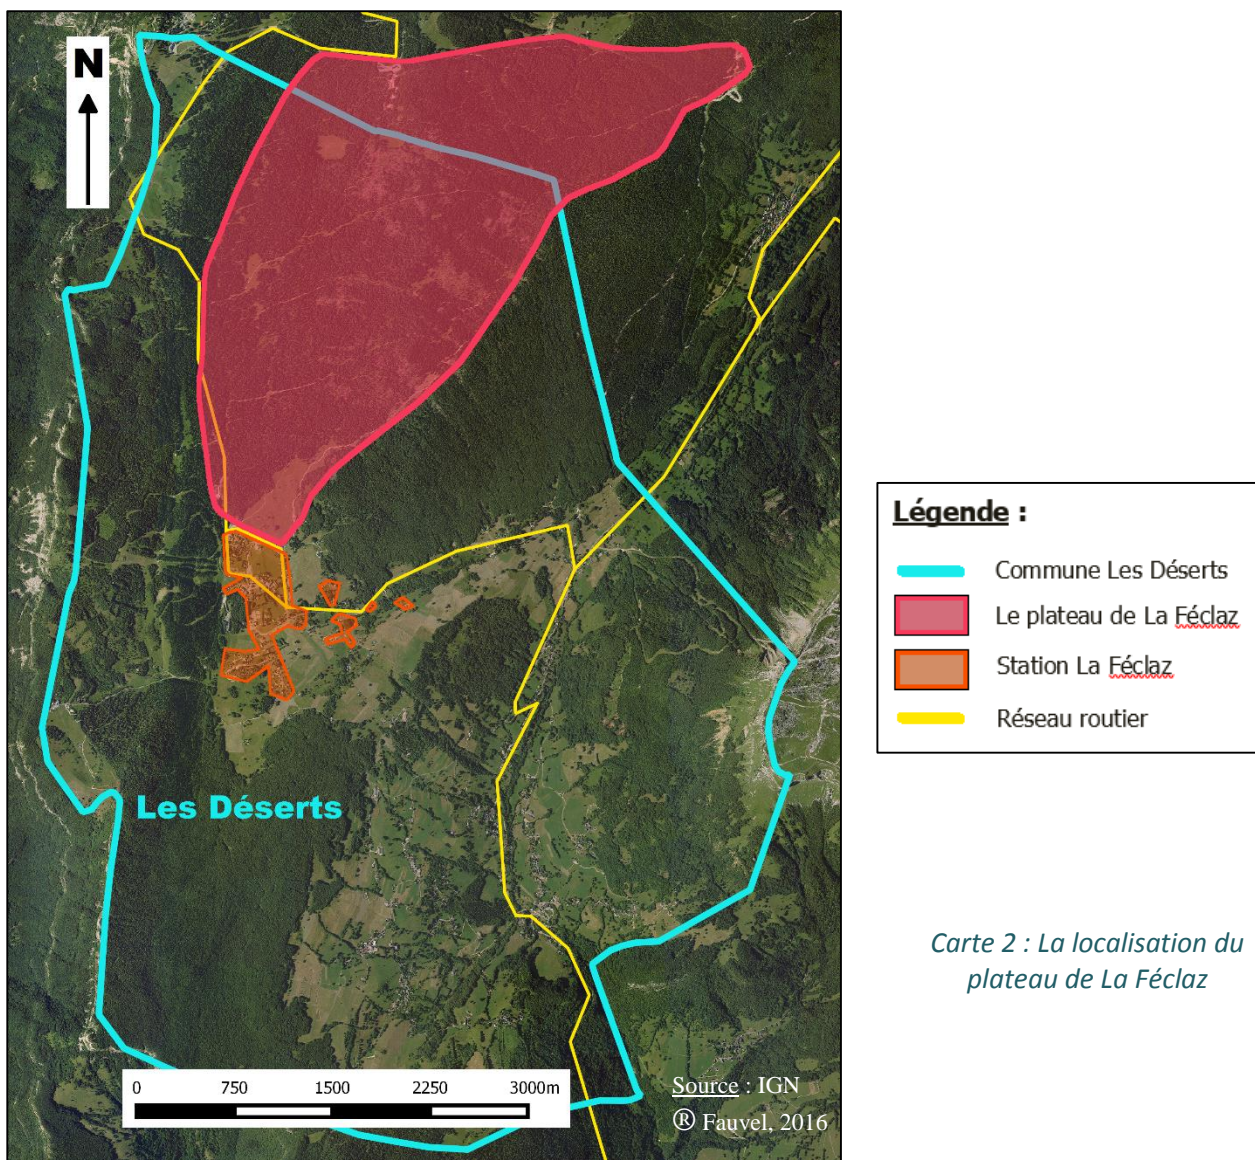 N
Les Déserts
0 750 1500 2250 3000m
Source : IGN
® Fauvel, 2016
Légende :
Commune Les Déserts
Le plateau de La Féclaz
Station La Féclaz
Réseau routier
Carte 2 : La localisation du
plateau de La Féclaz